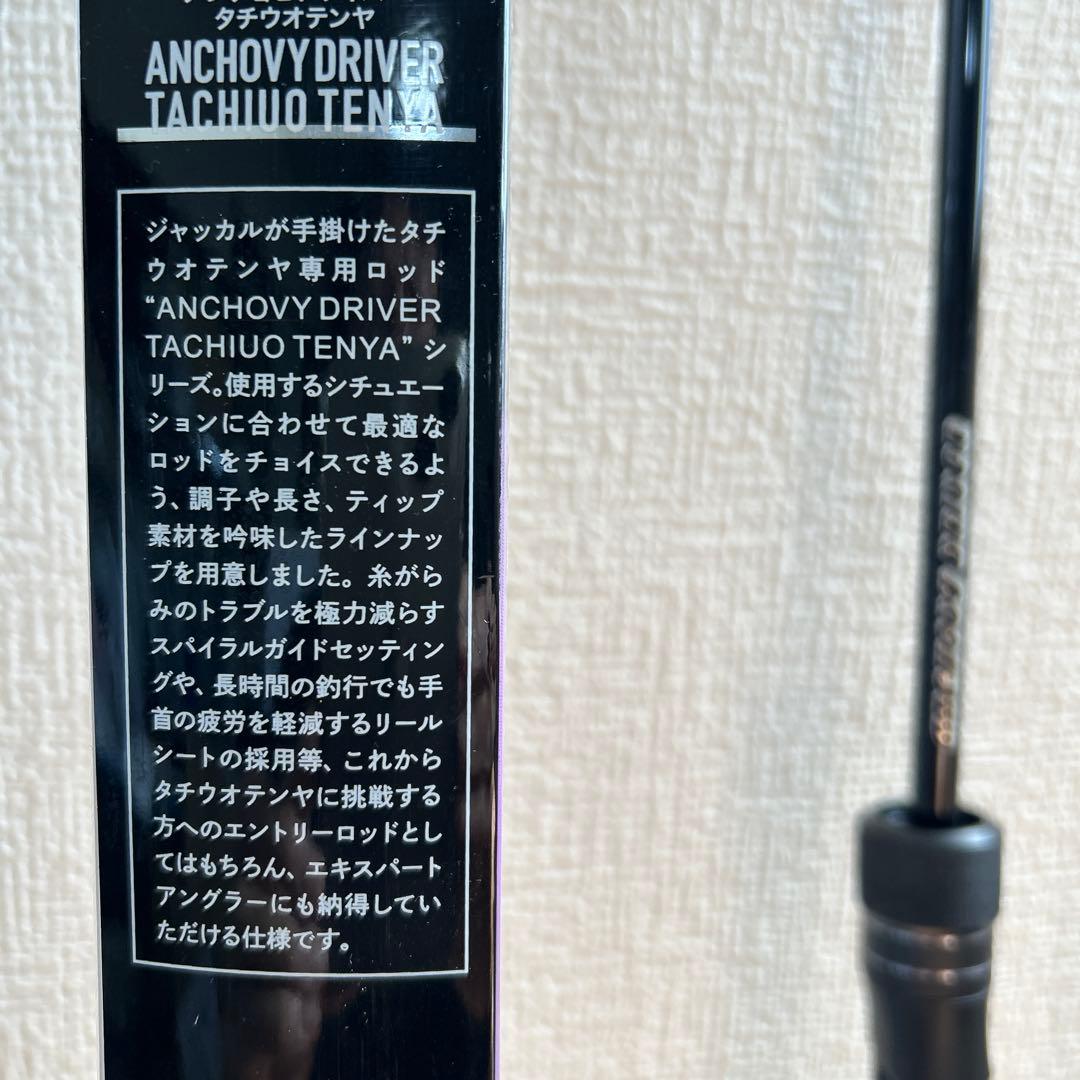 タチウオテンヤ
ANCHOVY DRIVER
TACHIUO TENYA
ジャッカルが手掛けたタチ
ウオテンヤ専用ロッド
“ANCHOVY DRIVER
TACHIUO TENYA” シ
リーズ。使用するシチュエー
ションに合わせて最適な
ロッドをチョイスできるよ
う、調子や長さ、ティップ
素材を吟味したラインナッ
プを用意しました。糸がら
みのトラブルを極力減らす
スパイラルガイドセッティン
グや、長時間の釣行でも手
首の疲労を軽減するリール
シートの採用等、これから
タチウオテンヤに挑戦する
方へのエントリーロッドとし
てはもちろん、エキスパート
アングラーにも納得してい
ただける仕様です。